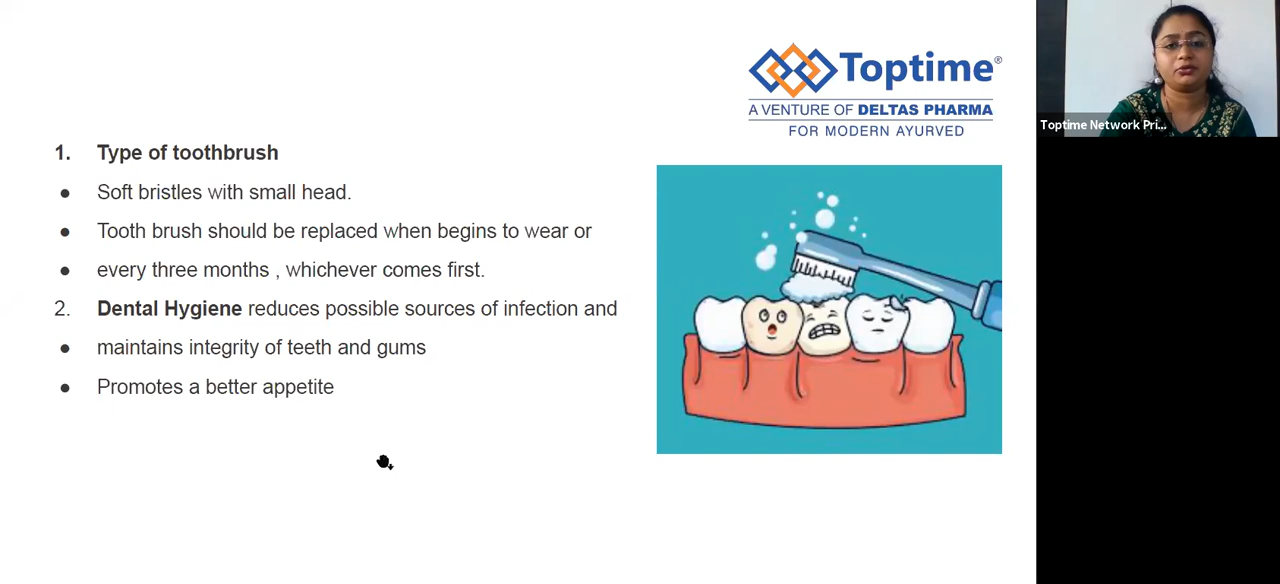 Toptime®
A VENTURE OF DELTAS PHARMA
FOR MODERN AYURVED
Toptime Network Pri...
1. Type of toothbrush
● Soft bristles with small head.
● Tooth brush should be replaced when begins to wear or
● every three months , whichever comes first.
2. Dental Hygiene reduces possible sources of infection and
● maintains integrity of teeth and gums
● Promotes a better appetite